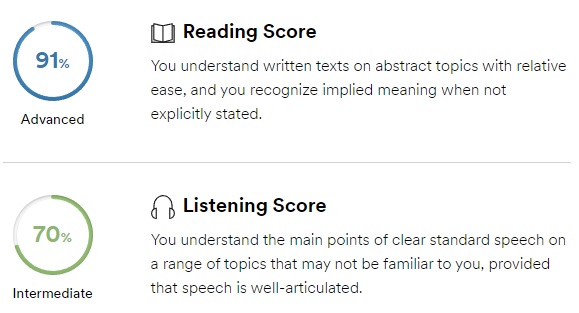 91%
Advanced
Reading Score
You understand written texts on abstract topics with relative
ease, and you recognize implied meaning when not
explicitly stated.
70%
Intermediate
Listening Score
You understand the main points of clear standard speech on
a range of topics that may not be familiar to you, provided
that speech is well-articulated.